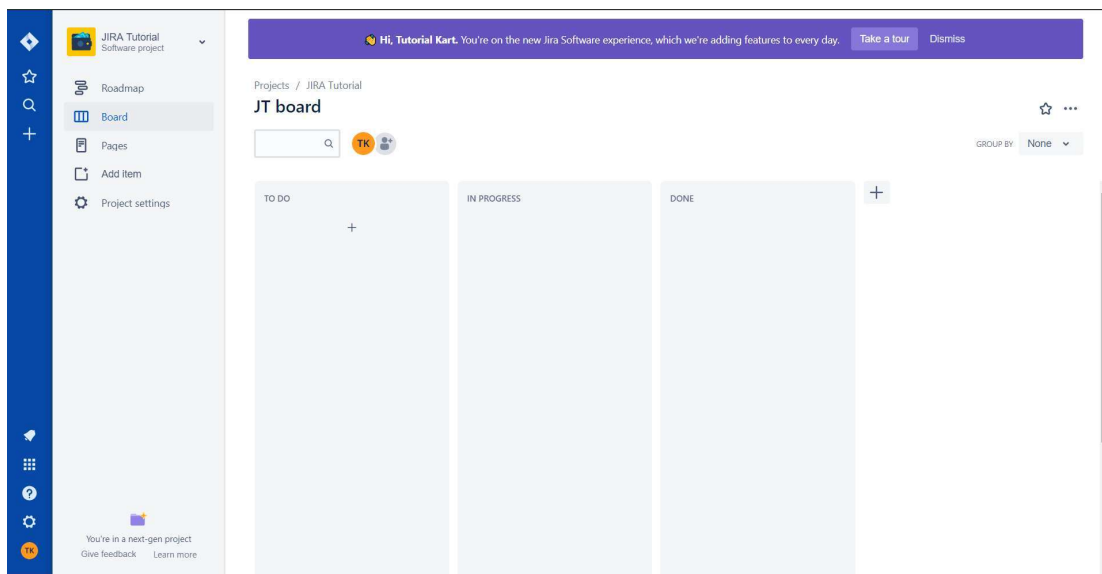 JIRA Tutorial
Software project
Roadmap
Board
Pages
Add item
Project settings
You're in a next-gen project
Give feedback Learn more
TK
Hi, Tutorial Kart. You're on the new Jira Software experience, which we're adding features to every day. Take a tour Dismiss
Projects / JIRA Tutorial
JT board
TK
GROUP BY None
TO DO
IN PROGRESS
DONE